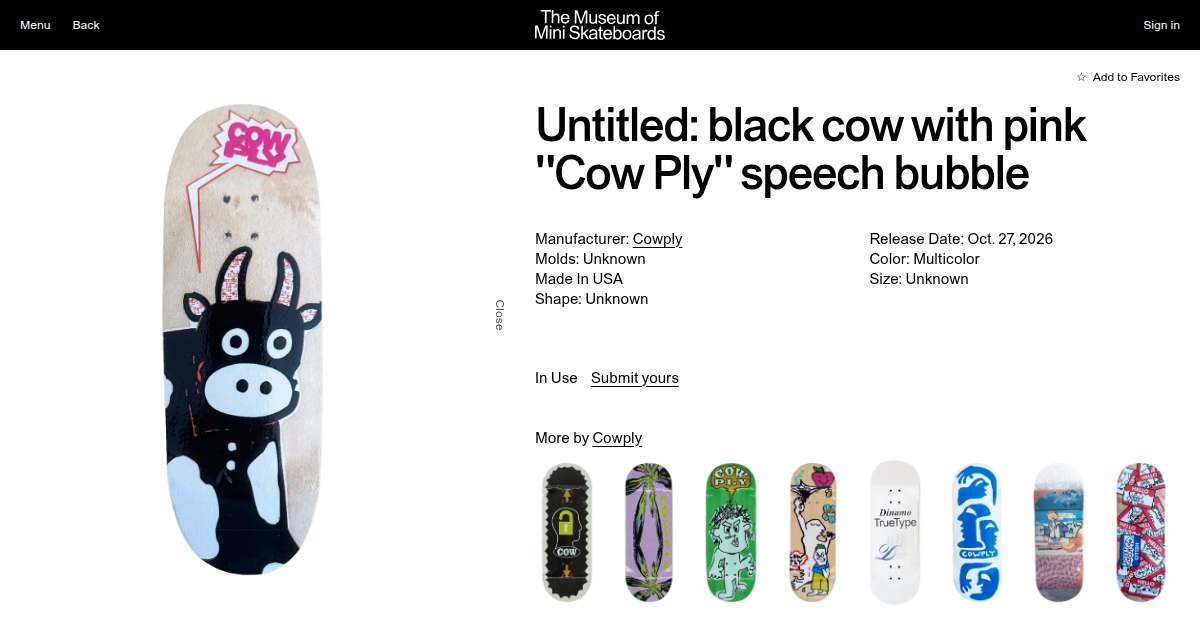 Menu
Back
The Museum of
Mini Skateboards
Sign in
☆ Add to Favorites
COW
PLY
Untitled: black cow with pink
"Cow Ply" speech bubble
Manufacturer: Cowply
Molds: Unknown
Made In USA
Shape: Unknown
Release Date: Oct. 27, 2026
Color: Multicolor
Size: Unknown
Close
In Use Submit yours
More by Cowply
COW
COW
PLY
Dinamo
TrueType
COWPLY
HELLO
HELLO